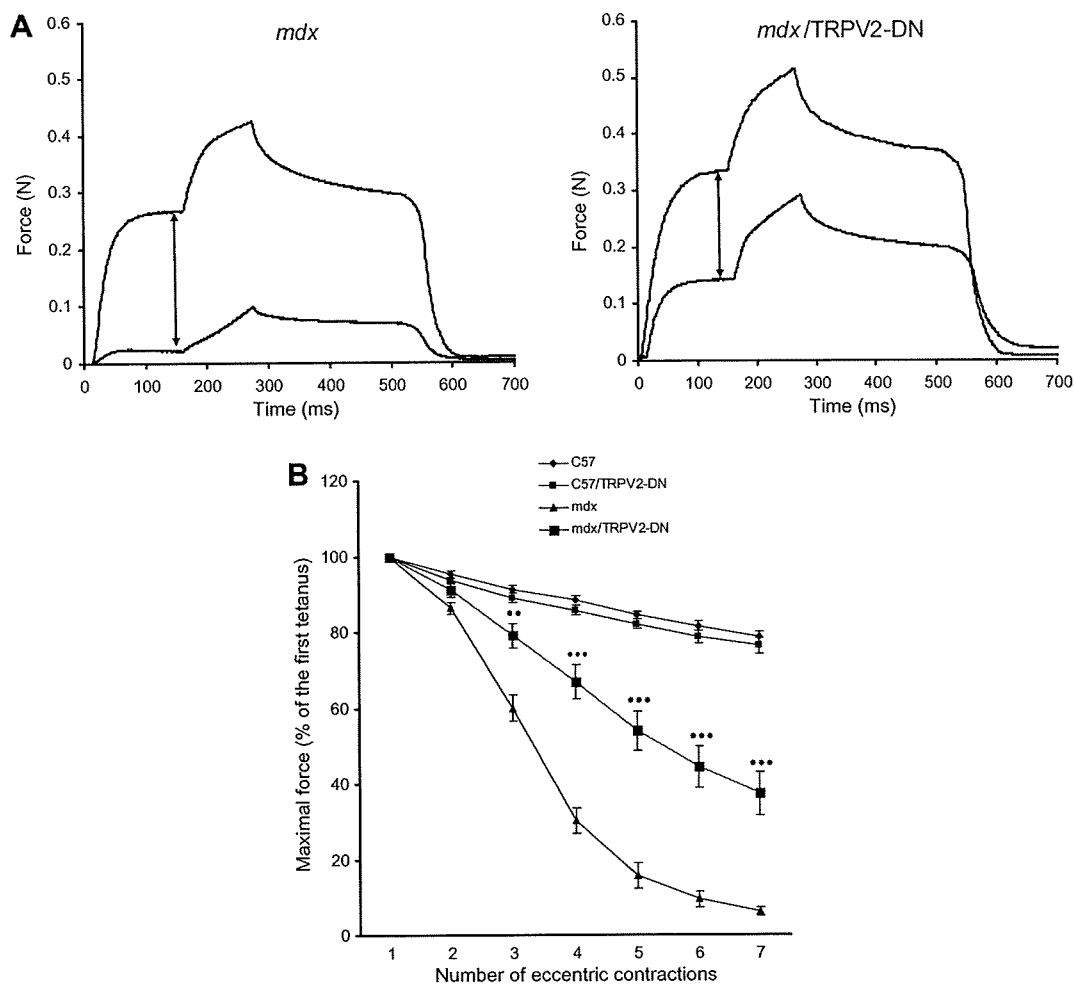 A
mdx
0.6
0.5
0.4
0.3
0.2
0.1
0
Force (N)
0 100 200 300 400 500 600 700
Time (ms)
mdx/TRPV2-DN
0.6
0.5
0.4
0.3
0.2
0.1
0
Force (N)
0 100 200 300 400 500 600 700
Time (ms)
B
C57
C57/TRPV2-DN
mdx
mdx/TRPV2-DN
120
100
80
60
40
20
0
Maximal force (% of the first tetanus)
1 2 3 4 5 6 7
Number of eccentric contractions